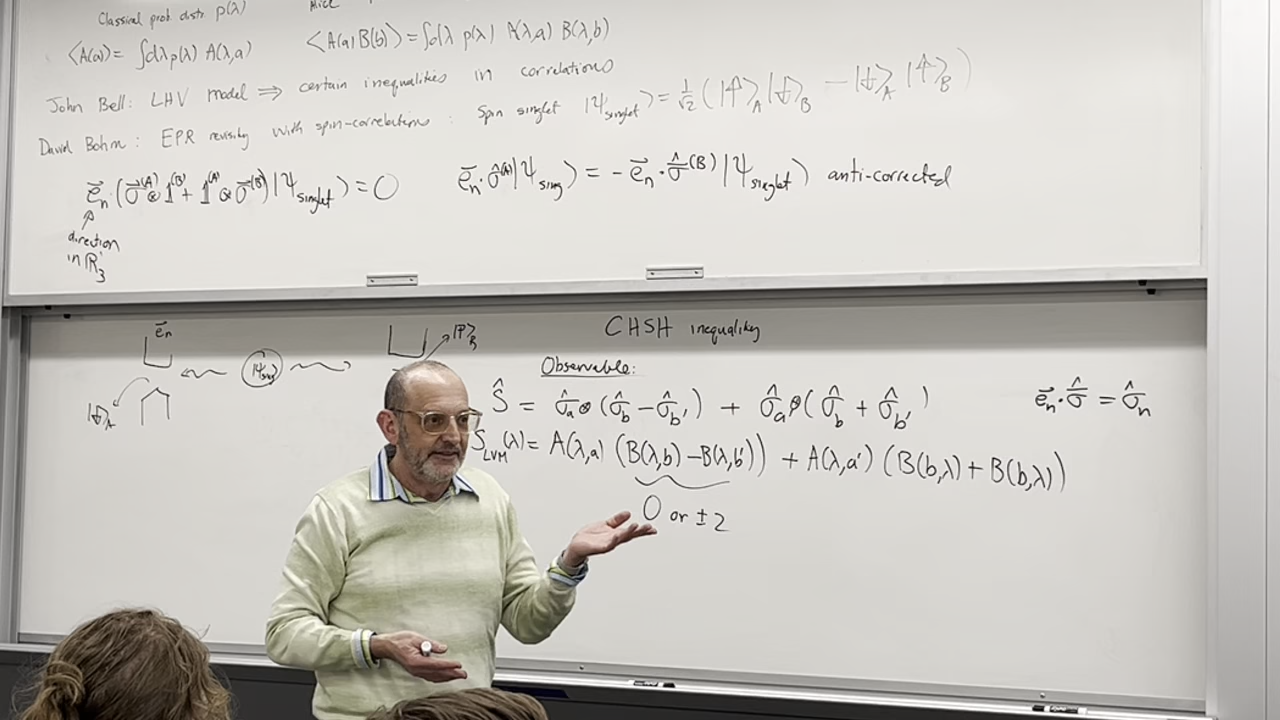 Classical prob. distr. p(λ) Alice
⟨A(a)⟩ = ∫dλ p(λ) A(λ,a) ⟨A(a) B(b)⟩ = ∫dλ p(λ) A(λ,a) B(λ,b)
John Bell: LHV model ⇒ certain inequalities in correlations
David Bohm: EPR revisity with spin-correlations : Spin singlet |Ψsinglet⟩ = 1/√2 (|↑⟩A |↓⟩B − |↓⟩A |↑⟩B)
e⃗n·(σ⃗^(A) ⊗ 1^(B) + 1^(A) ⊗ σ⃗^(B)) |Ψsinglet⟩ = 0 e⃗n·σ̂^(A) |Ψsing⟩ = − e⃗n·σ̂^(B) |Ψsinglet⟩ anti-corrected
direction
in R3
CHSH inequality
e⃗n |Ψsing⟩ |↑⟩B
Observable:
|↓⟩A
Ŝ = σ̂a ⊗ (σ̂b − σ̂b') + σ̂a ⊗ (σ̂b + σ̂b') e⃗n·σ̂ = σ̂n
SLVM(λ) = A(λ,a) (B(λ,b) − B(λ,b')) + A(λ,a') (B(b,λ) + B(b,λ))
0 or ±2